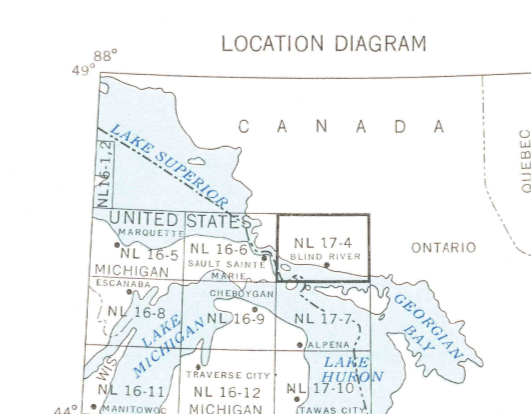 LOCATION DIAGRAM
88°
49°
CANADA
QUEBEC
LAKE SUPERIOR
NL16-1,2
UNITED STATES
MARQUETTE
NL 16-5
MICHIGAN
NL 16-6
SAULT SAINTE
MARIE
NL 17-4
BLIND RIVER
ONTARIO
ESCANABA
NL 16-8
CHEBOYGAN
NL 16-9
NL 17-7
ALPENA
GEORGIAN
BAY
LAKE
MICHIGAN
WIS
LAKE
HURON
TRAVERSE CITY
NL 16-11
MANITOWOC
NL 16-12
MICHIGAN
NL 17-10
TAWAS CITY
44°